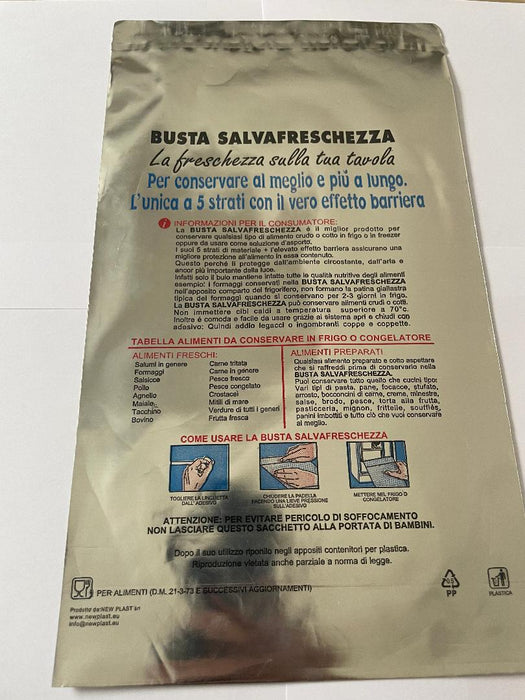 BUSTA SALVAFRESCHEZZA
La freschezza sulla tua tavola
Per conservare al meglio e più a lungo.
L'unica a 5 strati con il vero effetto barriera
i INFORMAZIONI PER IL CONSUMATORE:
La BUSTA SALVAFRESCHEZZA è il miglior prodotto per
conservare qualsiasi tipo di alimento crudo o cotto in frigo o in freezer
oppure da usare come soluzione d'asporto.
I suoi 5 strati di materiale + l'elevato effetto barriera assicurano una
migliore protezione all'alimento in essa contenuto.
Questo perché il protegge dall'ambiente circostante, dall'aria e
ancor più importante dalla luce.
Infatti solo il buio mantiene intatte tutte le qualità nutritive degli alimenti
esempio: i formaggi conservati nella BUSTA SALVAFRESCHEZZA
nell'apposito comparto del frigorifero, non formano la patina giallastra
tipica dei formaggi quando si conservano per 2-3 giorni in frigo.
La BUSTA SALVAFRESCHEZZA può conservare alimenti crudi e cotti.
Non immettere cibi caldi a temperatura superiore a 70°c.
Inoltre è comoda e facile da usare grazie al sistema apri e chiudi con
adesivo: Quindi addio legacci o ingombranti coppe e coppette.
TABELLA ALIMENTI DA CONSERVARE IN FRIGO O CONGELATORE
ALIMENTI FRESCHI:
Salumi in genere Carne tritata
Formaggi Carne in genere
Salsicce Pesce fresco
Pollo Pesce congelato
Agnello Crostacei
Maiale Mitili di mare
Tacchino Verdure di tutti i generi
Bovino Frutta fresca
ALIMENTI PREPARATI
Qualsiasi alimento preparato e cotto aspettare
che si raffreddi prima di conservarlo nella
BUSTA SALVAFRESCHEZZA.
Puoi conservare tutto quello che cucini tipo:
Vari tipi di pasta, pane, focacce, stufato,
arrosto, bocconcini di carne, creme, minestre,
salse, brodo, pesce, torta alla frutta,
pasticceria, mignon, frittelle, soufflès,
panini imbottiti e tutto ciò che vuoi conservare
al meglio.
COME USARE LA BUSTA SALVAFRESCHEZZA
TOGLIERE LA LINGUETTA
DALL'ADESIVO
CHIUDERE LA PADELLA
FACENDO UNA LIEVE PRESSIONE
SULL'ADESIVO
METTERE NEL FRIGO O
CONGELATORE
ATTENZIONE: PER EVITARE PERICOLO DI SOFFOCAMENTO
NON LASCIARE QUESTO SACCHETTO ALLA PORTATA DI BAMBINI.
Dopo il suo utilizzo riponilo negli appositi contenitori per plastica.
Riproduzione vietata anche parziale a norma di legge.
PER ALIMENTI (D.M. 21-3-73 E SUCCESSIVI AGGIORNAMENTI)
PP
PLASTICA
Prodotto da:NEW PLAST srl
www.newplast.eu
info@newplast.eu